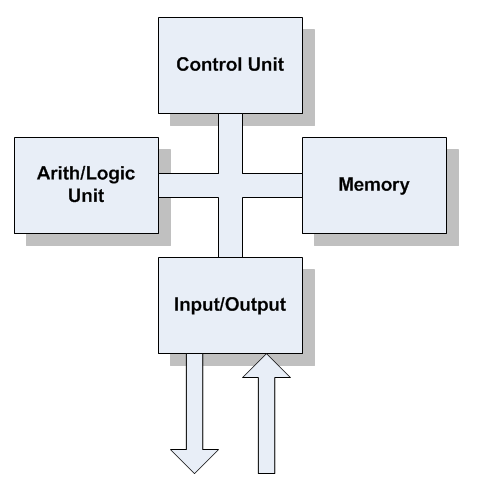 Control Unit
Arith/Logic
Unit
Memory
Input/Output